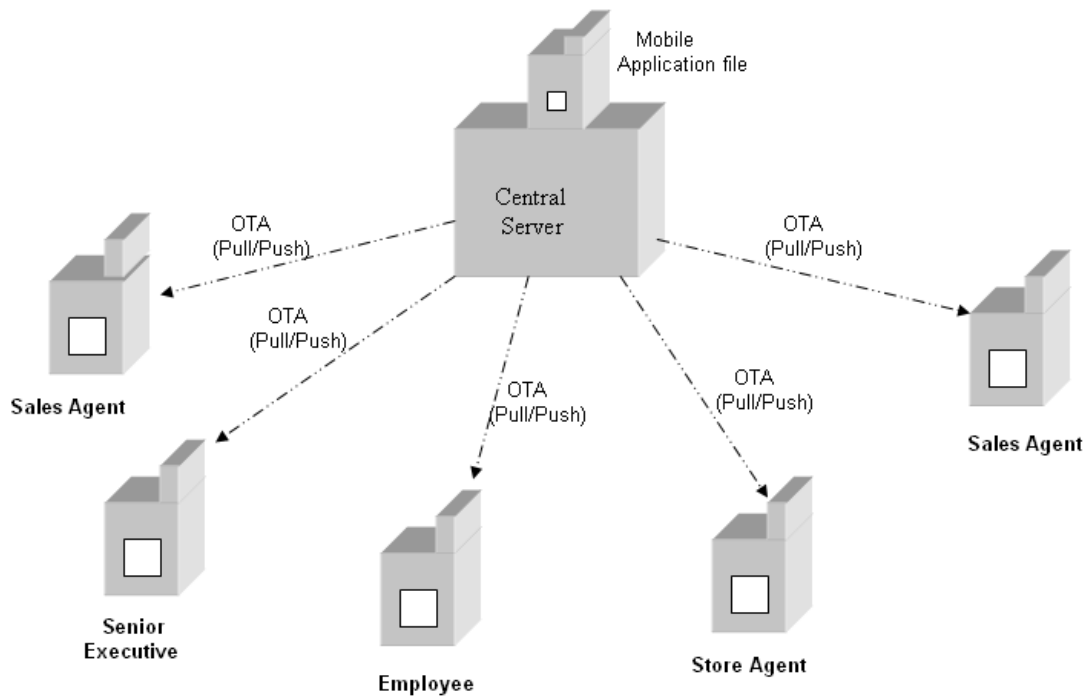 Mobile
Application file
Central
Server
OTA
(Pull/Push)
OTA
(Pull/Push)
OTA
(Pull/Push)
OTA
(Pull/Push)
OTA
(Pull/Push)
Sales Agent
Sales Agent
Senior
Executive
Employee
Store Agent